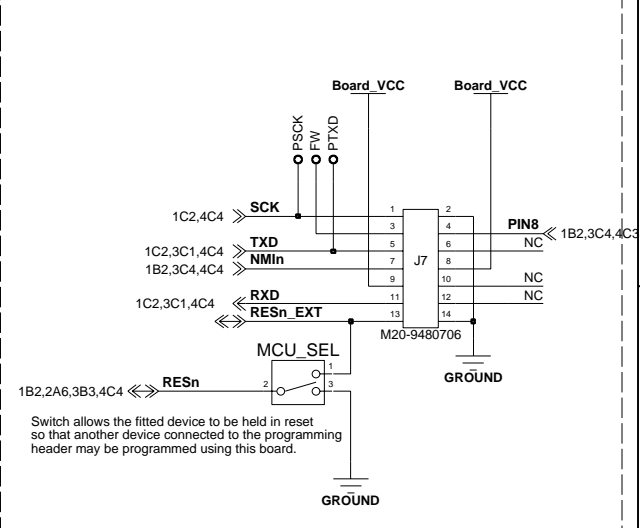 Board_VCC
Board_VCC
PSCK
FW
PTXD
1C2,4C4
SCK
1
2
3
4
PIN8
1B2,3C4,4C3
1C2,3C1,4C4
TXD
5
6
NC
1B2,3C4,4C4
NMIn
7
8
J7
9
10
NC
1C2,3C1,4C4
RXD
11
12
NC
RESn_EXT
13
14
M20-9480706
MCU_SEL
GROUND
1B2,2A6,3B3,4C4
RESn
2
1
3
Switch allows the fitted device to be held in reset
so that another device connected to the programming
header may be programmed using this board.
GROUND